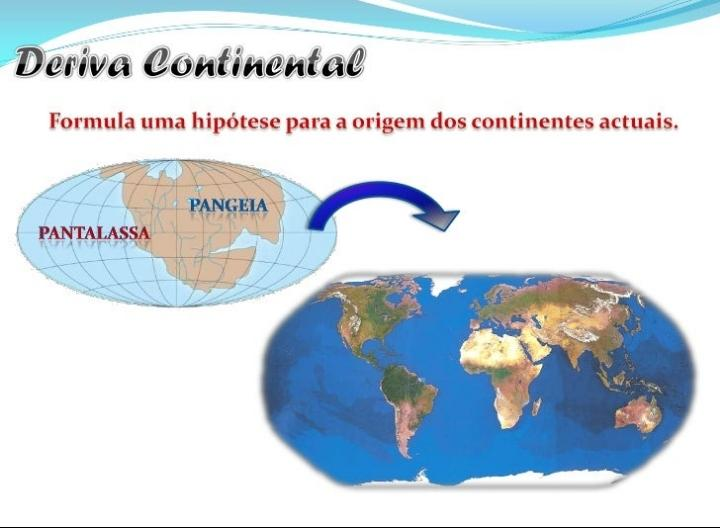 Deriva Continental
Formula uma hipótese para a origem dos continentes actuais.
PANGEIA
PANTALASSA